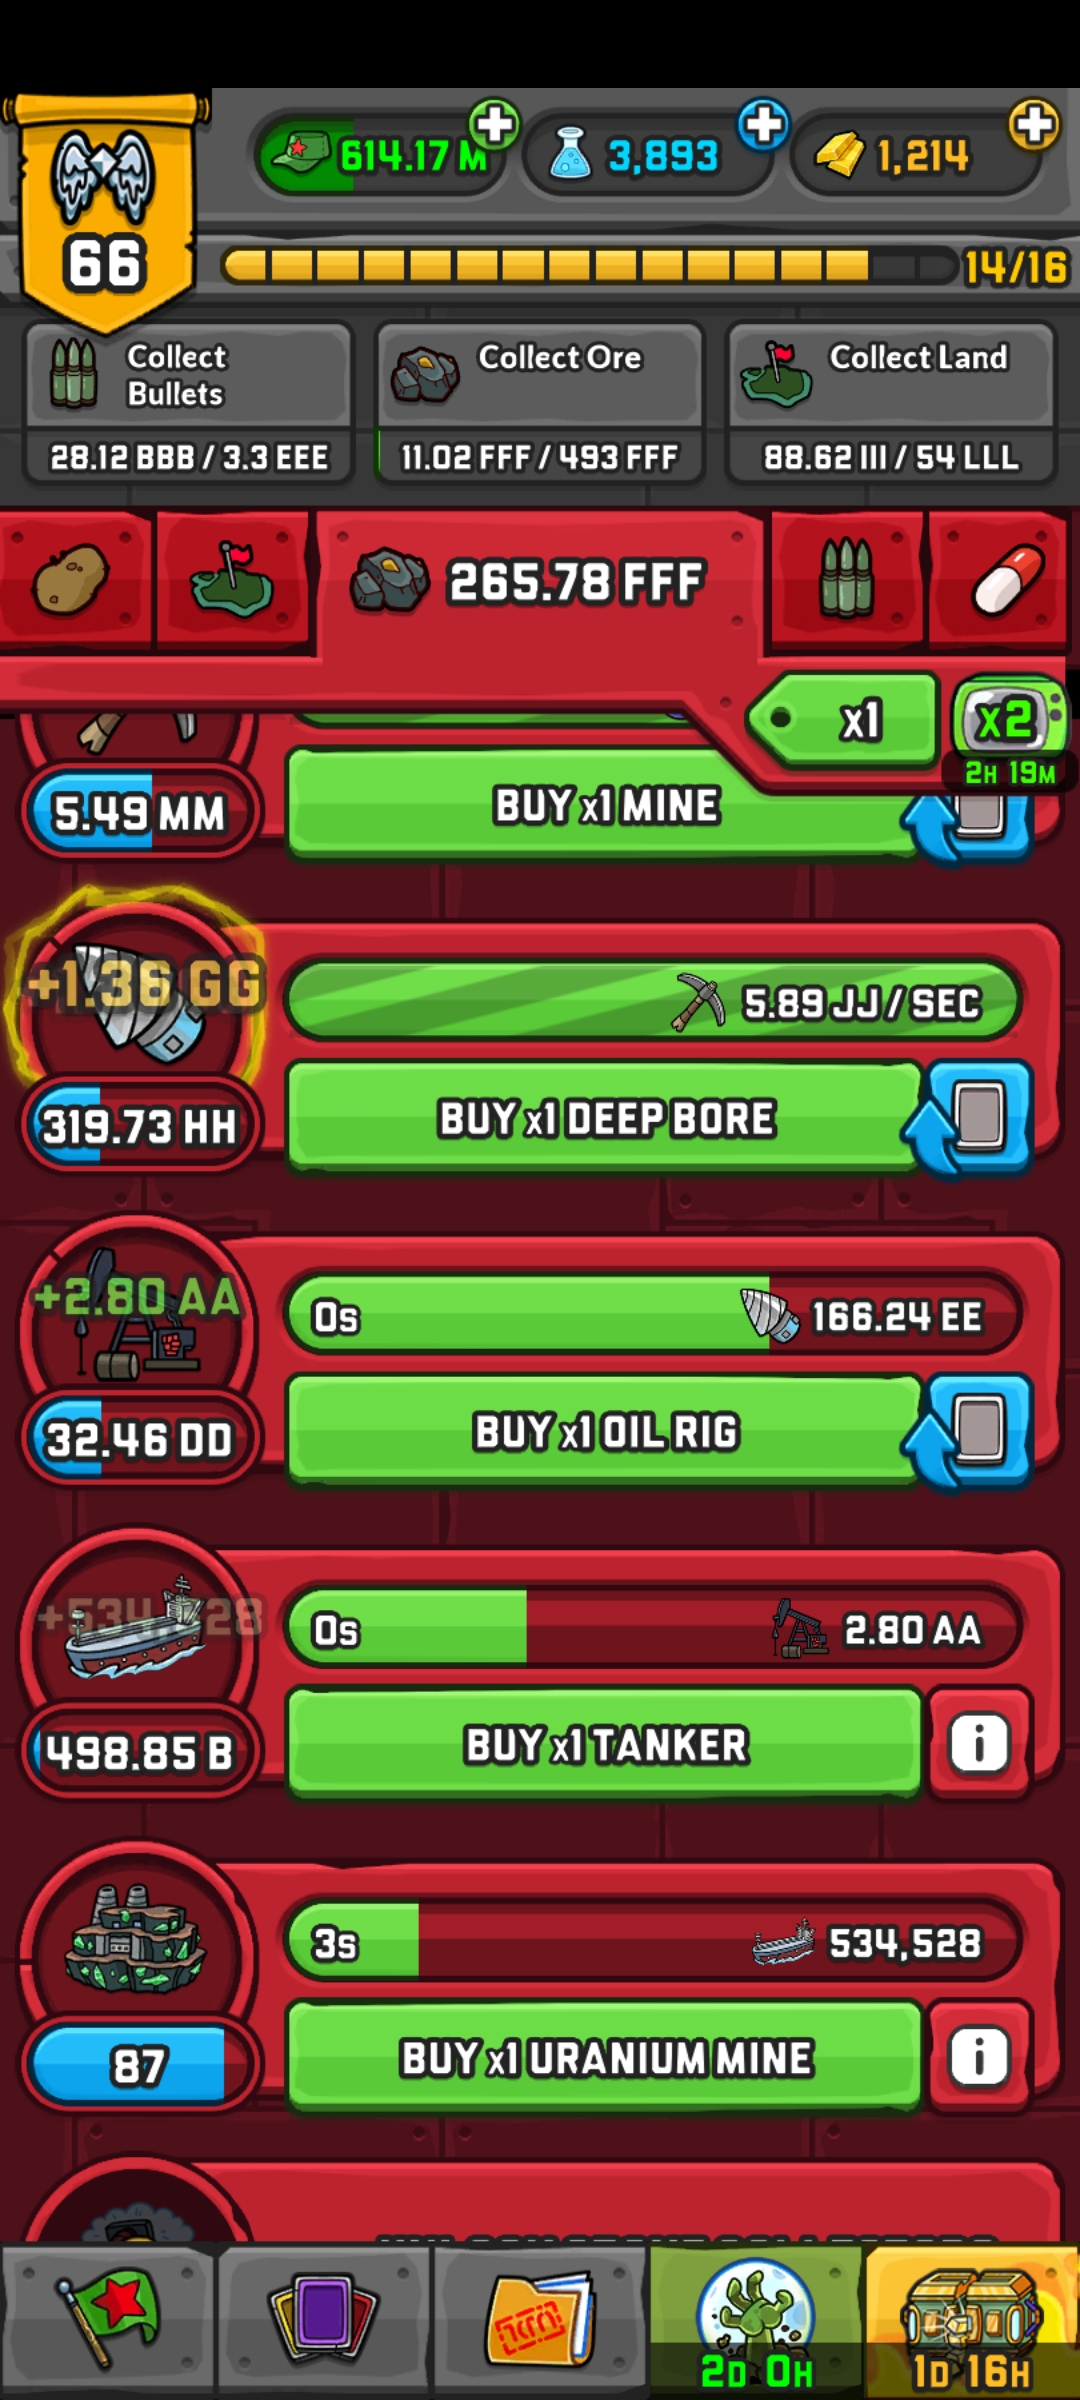 614.17 M
3,893
1,214
66
14/16
Collect
Bullets
Collect Ore
Collect Land
28.12 BBB / 3.3 EEE
11.02 FFF / 493 FFF
88.62 III / 54 LLL
265.78 FFF
x1
x2
2H 19M
5.49 MM
BUY x1 MINE
+1.36 GG
5.89 JJ / SEC
319.73 HH
BUY x1 DEEP BORE
+2.80 AA
0s
166.24 EE
32.46 DD
BUY x1 OIL RIG
+534,528
0s
2.80 AA
498.85 B
BUY x1 TANKER
i
3s
534,528
87
BUY x1 URANIUM MINE
i
2D 0H
1D 16H